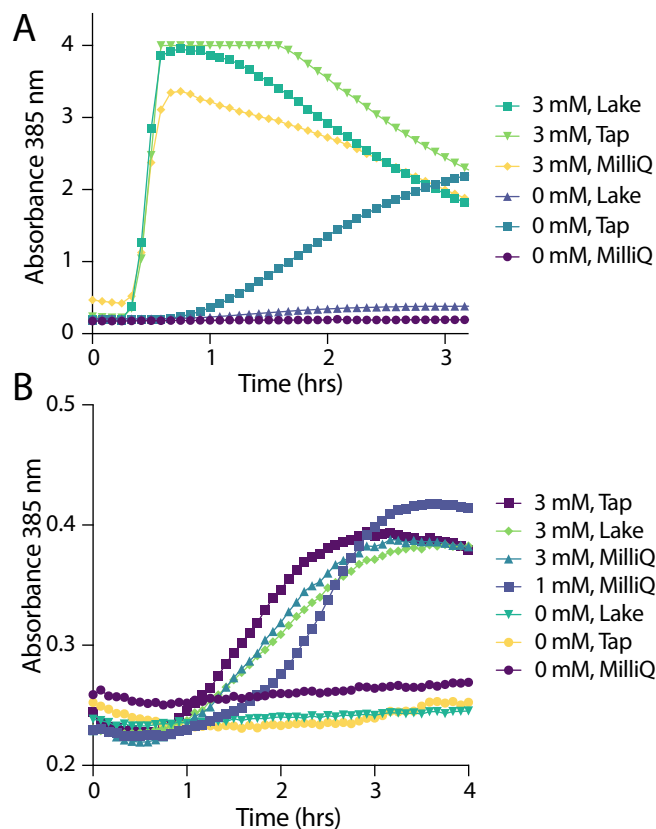 A
Absorbance 385 nm
4
3
2
1
0
0
1
2
3
Time (hrs)
3 mM, Lake
3 mM, Tap
3 mM, MilliQ
0 mM, Lake
0 mM, Tap
0 mM, MilliQ
B
Absorbance 385 nm
0.5
0.4
0.3
0.2
0
1
2
3
4
Time (hrs)
3 mM, Tap
3 mM, Lake
3 mM, MilliQ
1 mM, MilliQ
0 mM, Lake
0 mM, Tap
0 mM, MilliQ